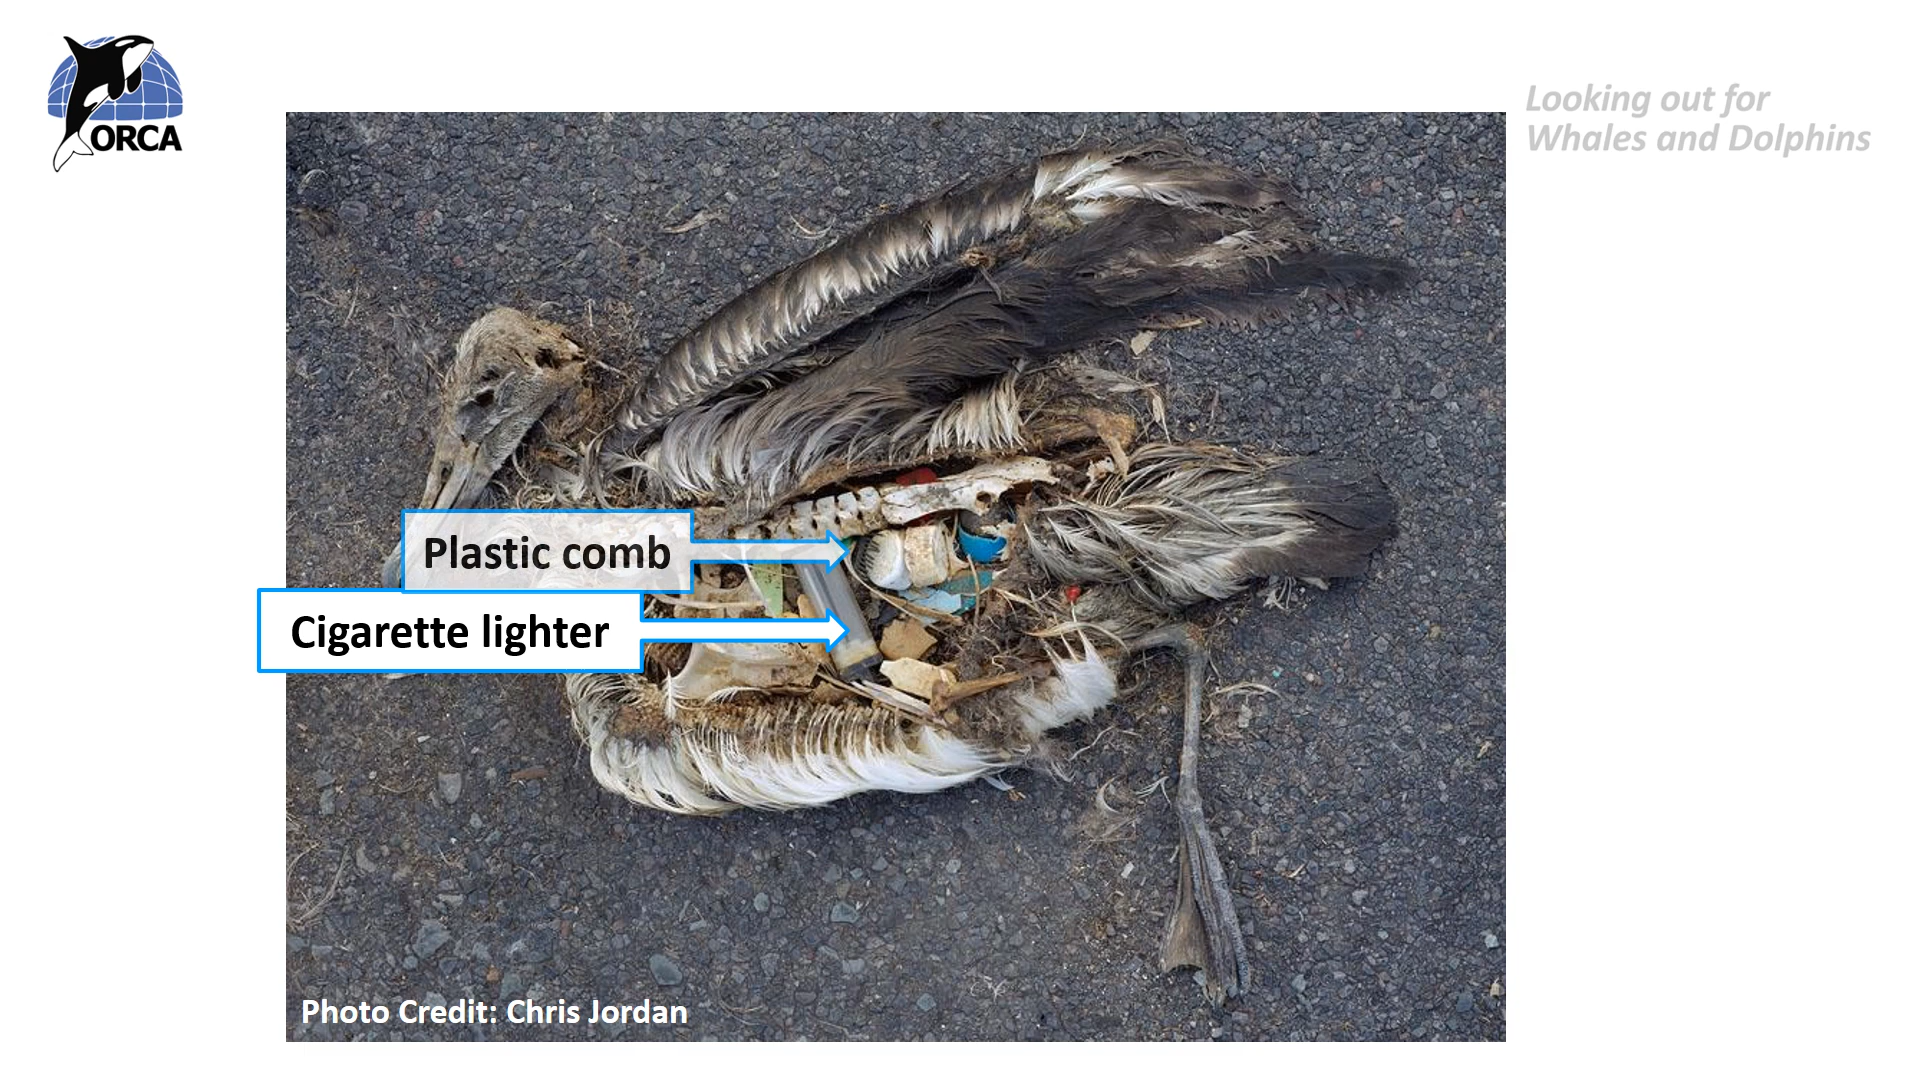 ORCA
Looking out for
Whales and Dolphins
Plastic comb
Cigarette lighter
Photo Credit: Chris Jordan